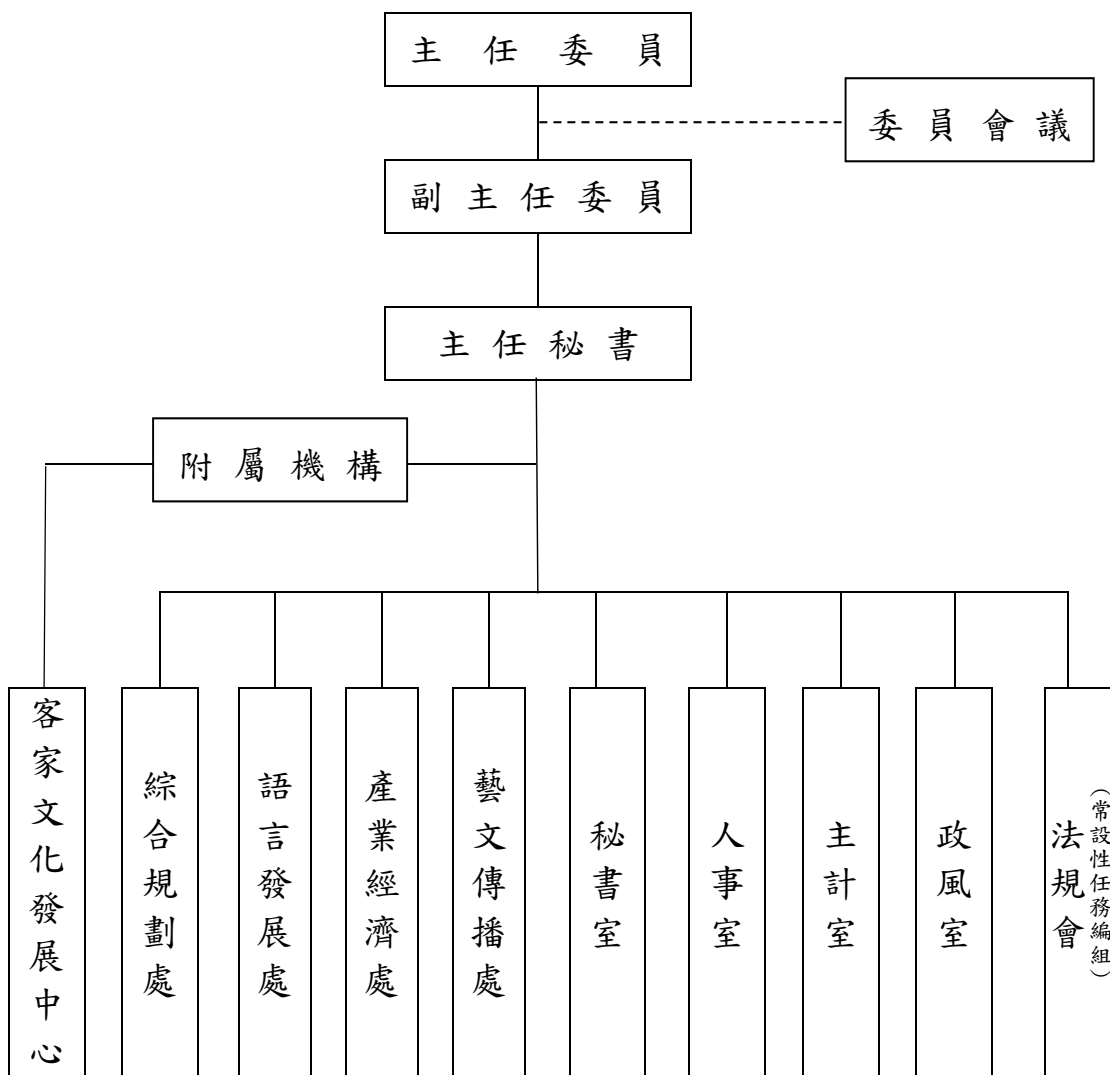 主任委員
委員會議
副主任委員
主任秘書
附屬機構
客家文化發展中心
綜合規劃處
語言發展處
產業經濟處
藝文傳播處
秘書室
人事室
主計室
政風室
法規會
（常設性任務編組）